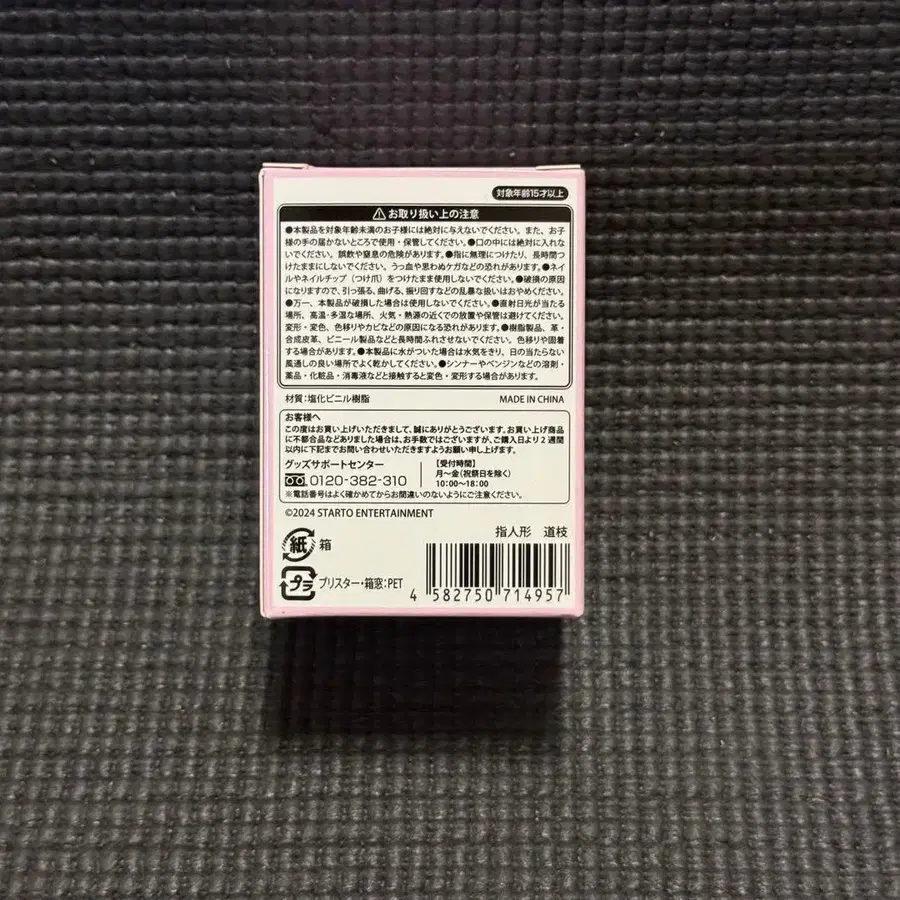 対象年齢15才以上
⚠お取り扱い上の注意
●本製品を対象年齢未満のお子様には絶対に与えないでください。また、お子
様の手の届かないところで使用・保管してください。●口の中には絶対に入れな
いでください。誤飲や窒息の危険があります。●指に無理につけたり、長時間つ
けたままにしないでください。うっ血や思わぬケガなどの恐れがあります。●ネイ
ルやネイルチップ（つけ爪）をつけたまま使用しないでください。●破損の原因
になりますので、引っ張る、曲げる、振り回すなどの乱暴な扱いはおやめください。
●万一、本製品が破損した場合は使用しないでください。●直射日光が当たる
場所、高温・多湿な場所、火気・熱源の近くでの放置や保管は避けてください。
変形・変色、色移りやカビなどの原因になる恐れがあります。●樹脂製品、革・
合成皮革、ビニール製品などと長時間ふれさせないでください。色移りや固着
する場合があります。●本製品に水がついた場合は水気をきり、日の当たらない
風通しの良い場所でよく乾かしてください。●シンナーやベンジンなどの溶剤・
薬品・化粧品・消毒液などと接触すると変色・変形する場合があります。
材質：塩化ビニル樹脂 MADE IN CHINA
お客様へ
この度はお買い上げいただきまして、誠にありがとうございます。お買い上げ商品
に不都合品などありました場合は、お手数ではございますが、ご購入日より2週間
以内に下記までお問い合わせいただきますようお願い申し上げます。
グッズサポートセンター
0120-382-310
【受付時間】
月～金（祝祭日を除く）
10：00～18：00
※電話番号はよく確かめてからお間違いのないようにご注意ください。
©2024 STARTO ENTERTAINMENT
指人形 道枝
紙 箱
プラ ブリスター・箱窓：PET
4 582750 714957